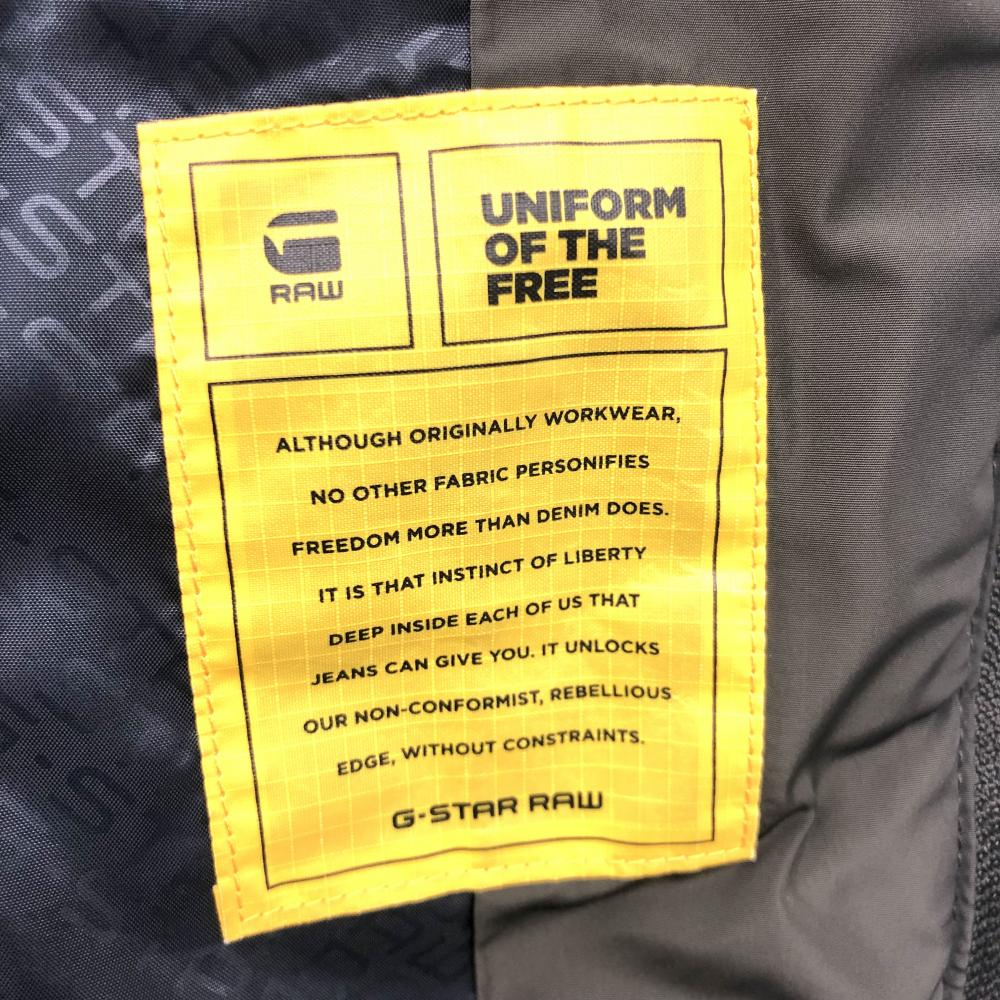 RAW
UNIFORM
OF THE
FREE
ALTHOUGH ORIGINALLY WORKWEAR,
NO OTHER FABRIC PERSONIFIES
FREEDOM MORE THAN DENIM DOES.
IT IS THAT INSTINCT OF LIBERTY
DEEP INSIDE EACH OF US THAT
JEANS CAN GIVE YOU. IT UNLOCKS
OUR NON-CONFORMIST, REBELLIOUS
EDGE, WITHOUT CONSTRAINTS.
G-STAR RAW